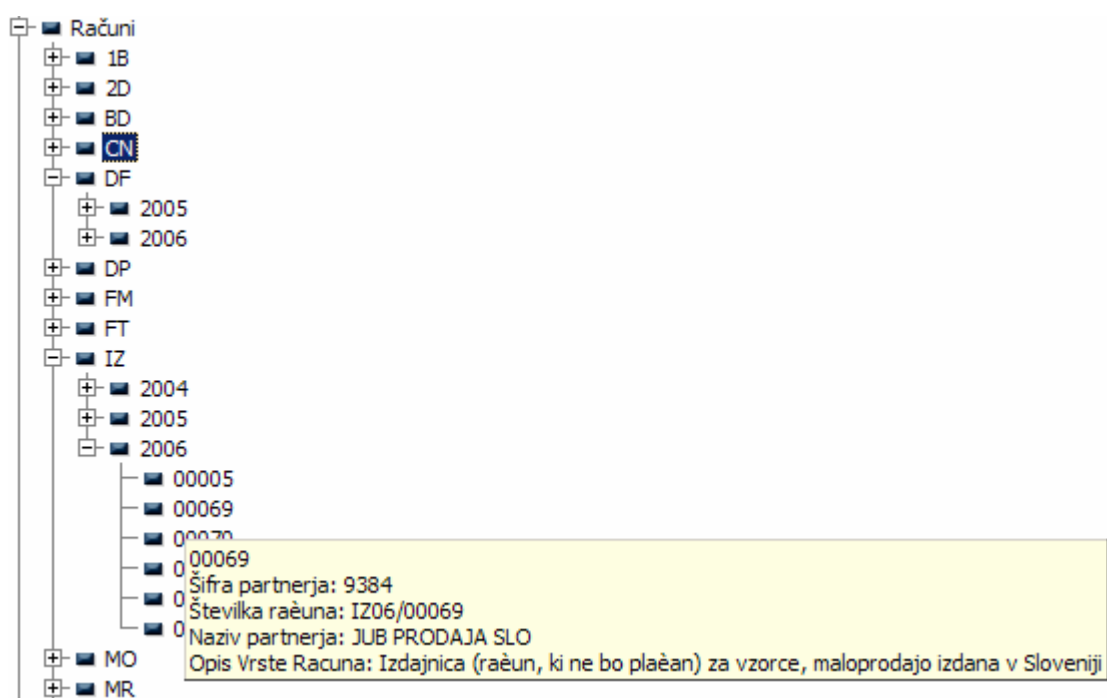 Računi
1B
2D
BD
CN
DF
2005
2006
DP
FM
FT
IZ
2004
2005
2006
00005
00069
00069
Šifra partnerja: 9384
Številka raèuna: IZ06/00069
Naziv partnerja: JUB PRODAJA SLO
Opis Vrste Racuna: Izdajnica (raèun, ki ne bo plaèan) za vzorce, maloprodajo izdana v Sloveniji
MO
MR